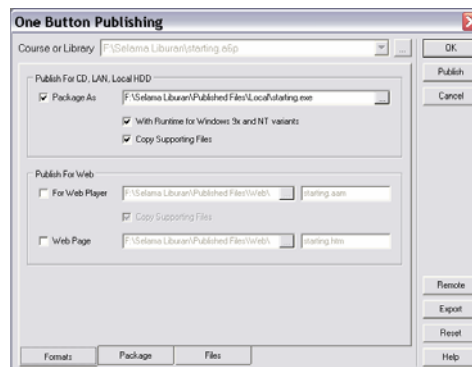 One Button Publishing
Course or Library F:\Selama Liburan\starting.a6p ...
OK
Publish
Cancel
Publish For CD, LAN, Local HDD
Package As F:\Selama Liburan\Published Files\Local\starting.exe ...
With Runtime for Windows 9x and NT variants
Copy Supporting Files
Publish For Web
For Web Player F:\Selama Liburan\Published Files\Web\ ... starting.aam
Copy Supporting Files
Web Page F:\Selama Liburan\Published Files\Web\ ... starting.htm
Remote
Export
Reset
Help
Formats Package Files